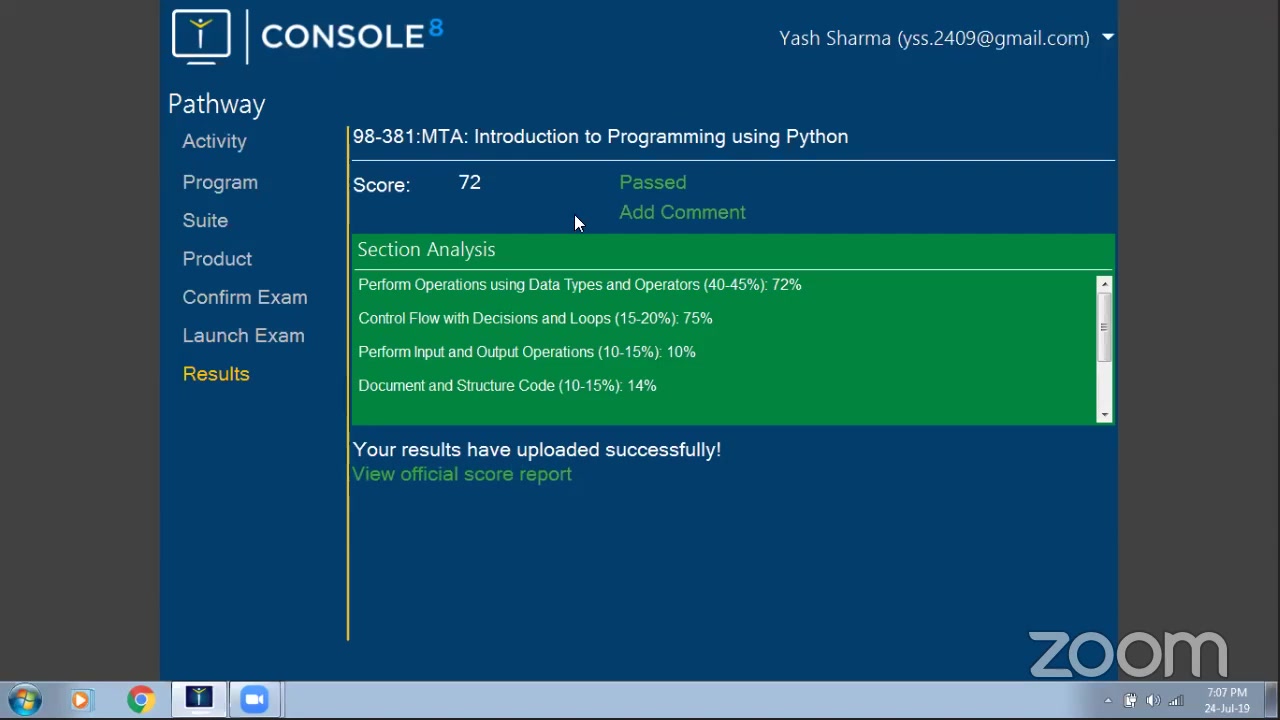 CONSOLE8
Yash Sharma (yss.2409@gmail.com)
Pathway
Activity
Program
Suite
Product
Confirm Exam
Launch Exam
Results
98-381:MTA: Introduction to Programming using Python
Score: 72 Passed
Add Comment
Section Analysis
Perform Operations using Data Types and Operators (40-45%): 72%
Control Flow with Decisions and Loops (15-20%): 75%
Perform Input and Output Operations (10-15%): 10%
Document and Structure Code (10-15%): 14%
Your results have uploaded successfully!
View official score report
zoom
7:07 PM
24-Jul-19